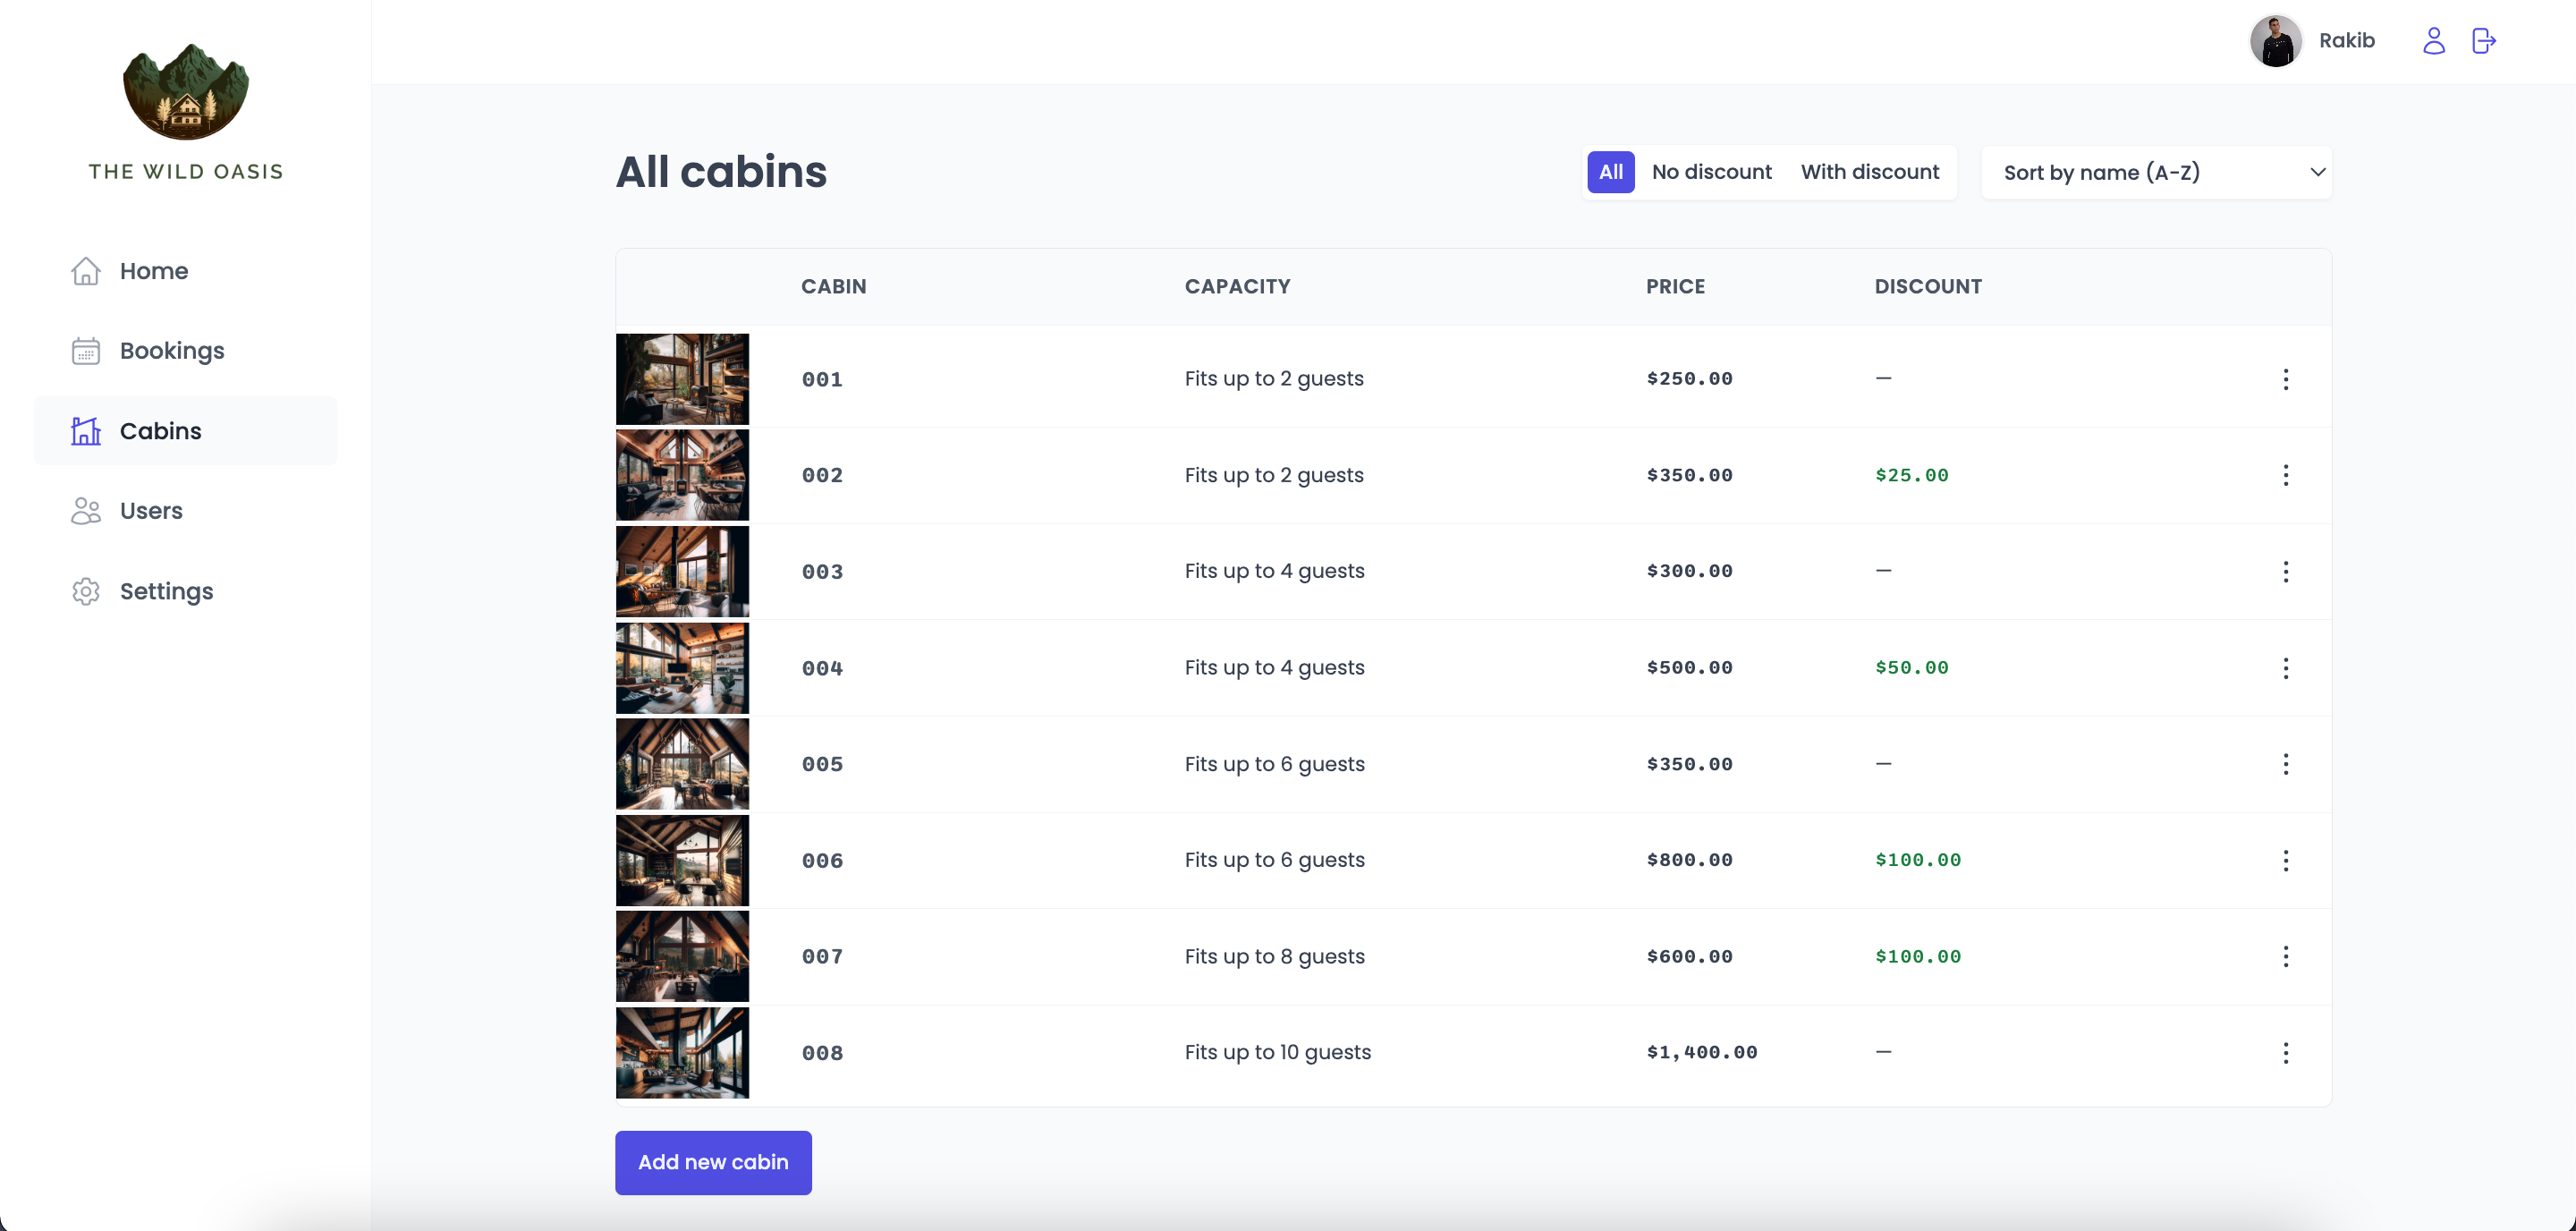 THE WILD OASIS
Home
Bookings
Cabins
Users
Settings
Rakib
All cabins
All No discount With discount Sort by name (A-Z)
CABIN CAPACITY PRICE DISCOUNT
001 Fits up to 2 guests $250.00 —
002 Fits up to 2 guests $350.00 $25.00
003 Fits up to 4 guests $300.00 —
004 Fits up to 4 guests $500.00 $50.00
005 Fits up to 6 guests $350.00 —
006 Fits up to 6 guests $800.00 $100.00
007 Fits up to 8 guests $600.00 $100.00
008 Fits up to 10 guests $1,400.00 —
Add new cabin